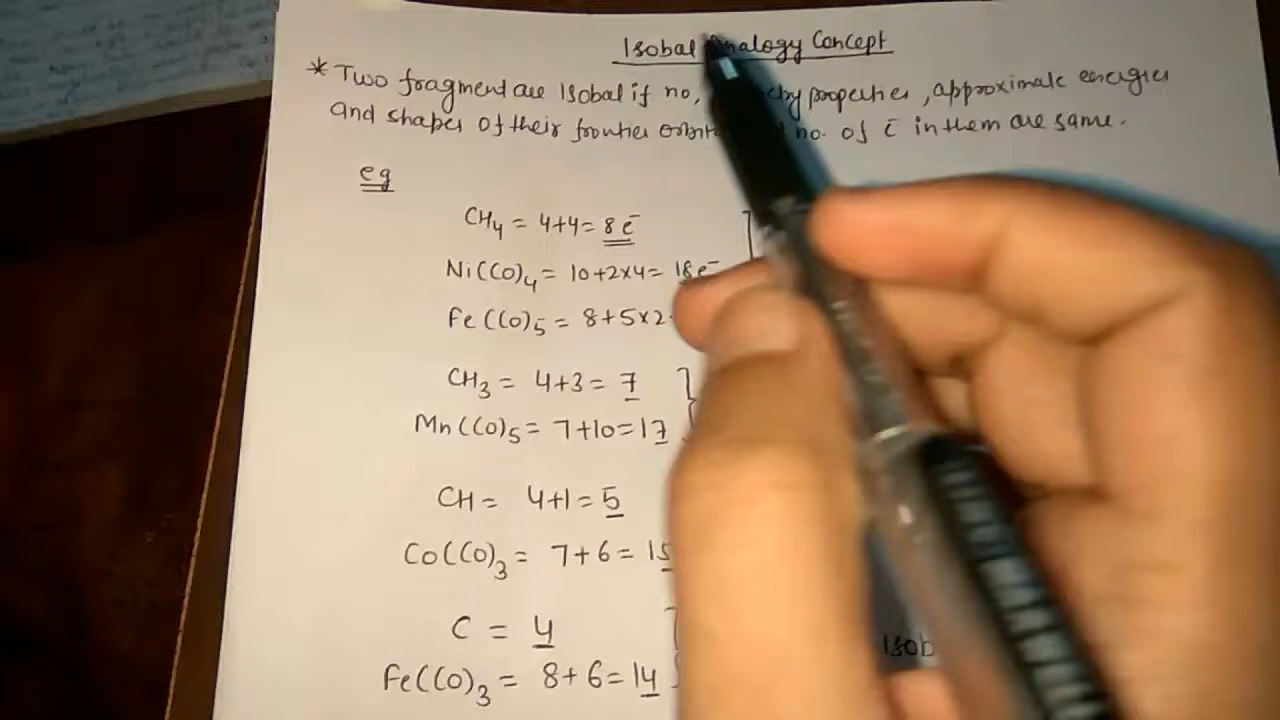 Isobal Analogy Concept
* Two fragment are Isobal if no, properties, approximate energies
and shapes of their frontier no. of e̅ in them are same.
eg
CH4 = 4+4= 8e̅
Ni(CO)4 = 10+2x4= 18e̅
Fe(CO)5 = 8+5x2
CH3 = 4+3 = 7
Mn(CO)5 = 7+10=17
CH = 4+1 = 5
Co(CO)3 = 7+6 = 15
C = 4
Fe(CO)3 = 8+6=14